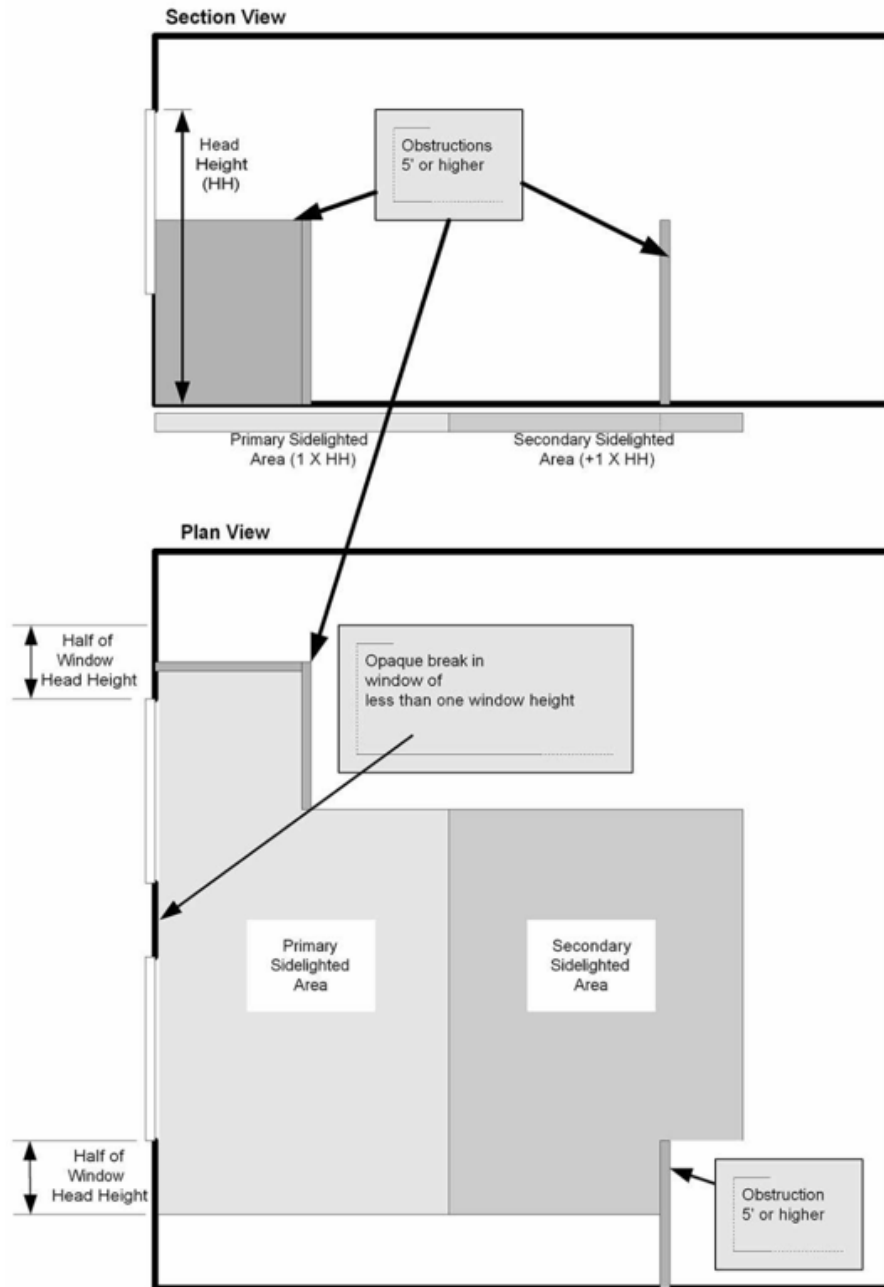 Section View
Head
Height
(HH)
Obstructions
5' or higher
Primary Sidelighted
Area (1 X HH)
Secondary Sidelighted
Area (+1 X HH)
Plan View
Half of
Window
Head Height
Opaque break in
window of
less than one window height
Primary
Sidelighted
Area
Secondary
Sidelighted
Area
Half of
Window
Head Height
Obstruction
5' or higher